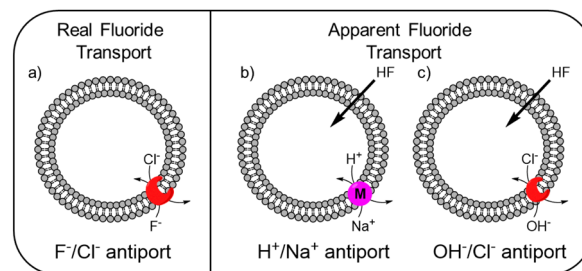 Real Fluoride
Transport
a)
Cl⁻
F⁻
F⁻/Cl⁻ antiport
Apparent Fluoride
Transport
b)
HF
H⁺
M
Na⁺
H⁺/Na⁺ antiport
c)
HF
Cl⁻
OH⁻
OH⁻/Cl⁻ antiport